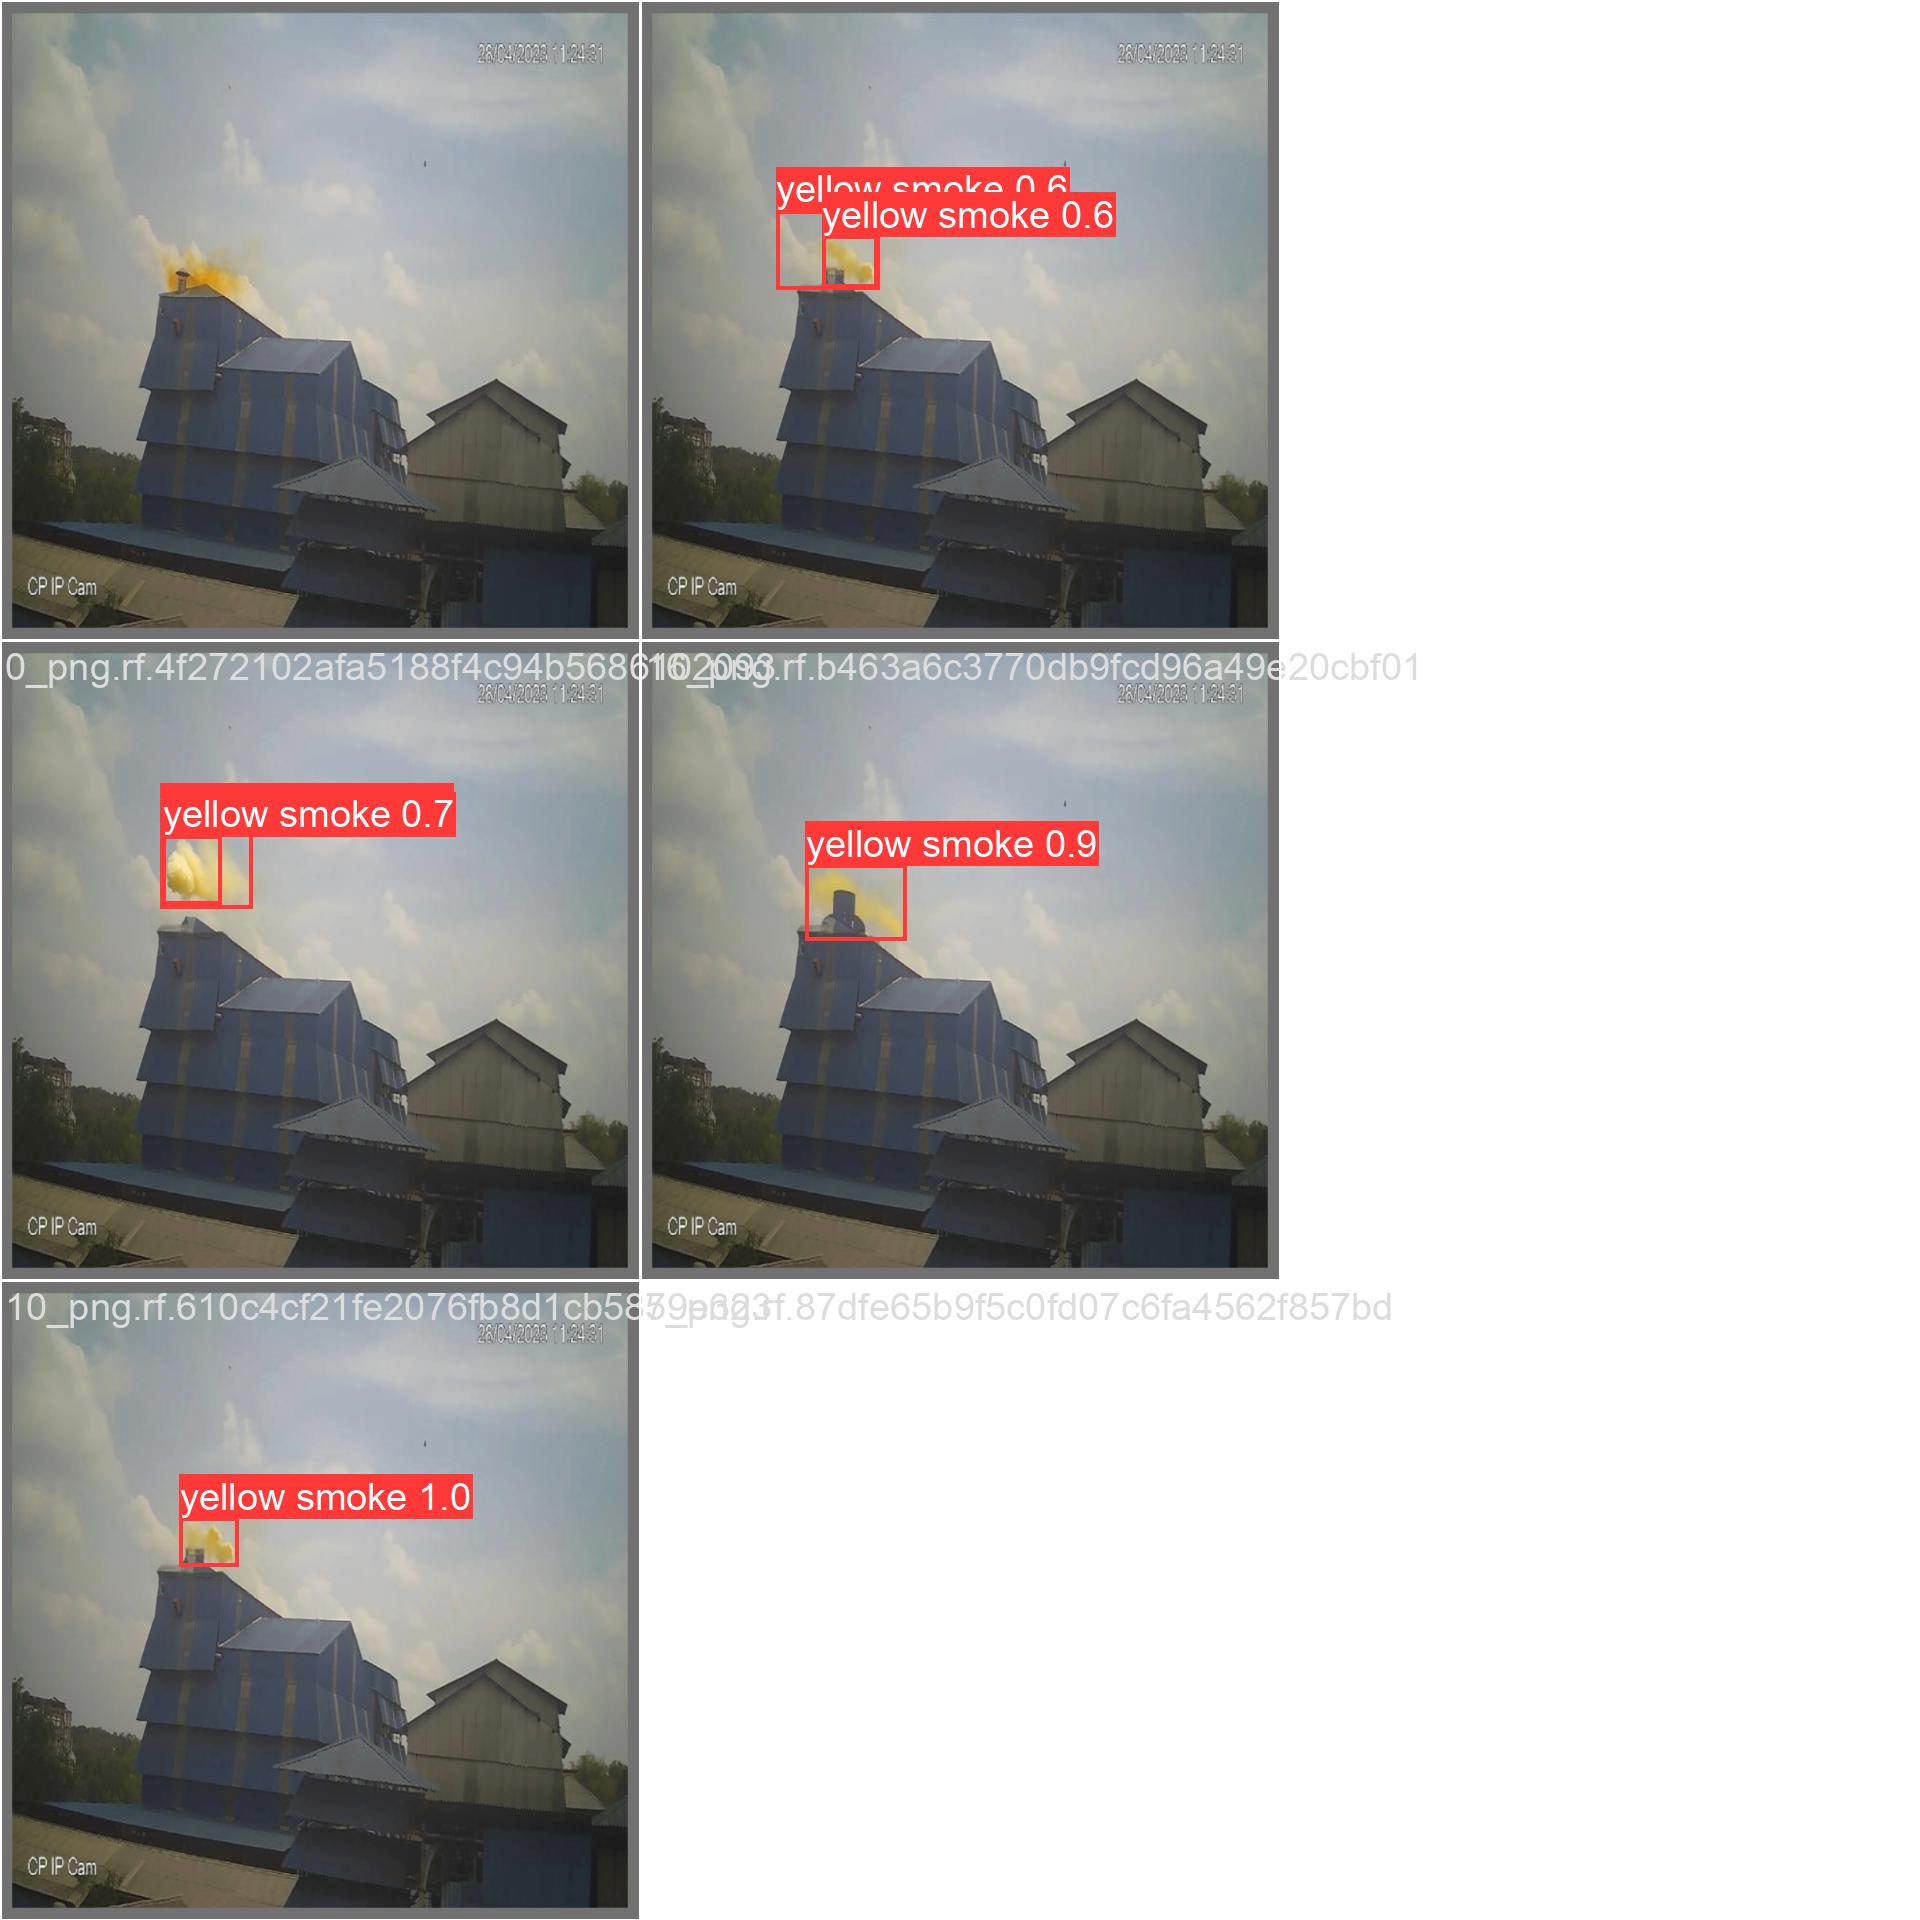 28/04/2023 11:24:31
28/04/2023 11:24:31
yellow smoke 0.6
yellow smoke 0.6
CP IP Cam
CP IP Cam
0_png.rf.4f272102afa5188f4c94b568616
_png.rf.b463a6c3770db9fcd96a49e20cbf01
28/04/2023 11:24:31
28/04/2023 11:24:31
yellow smoke 0.7
yellow smoke 0.9
CP IP Cam
CP IP Cam
10_png.rf.610c4cf21fe2076fb8d1cb5879e623
_png.rf.87dfe65b9f5c0fd07c6fa4562f857bd
28/04/2023 11:24:31
yellow smoke 1.0
CP IP Cam